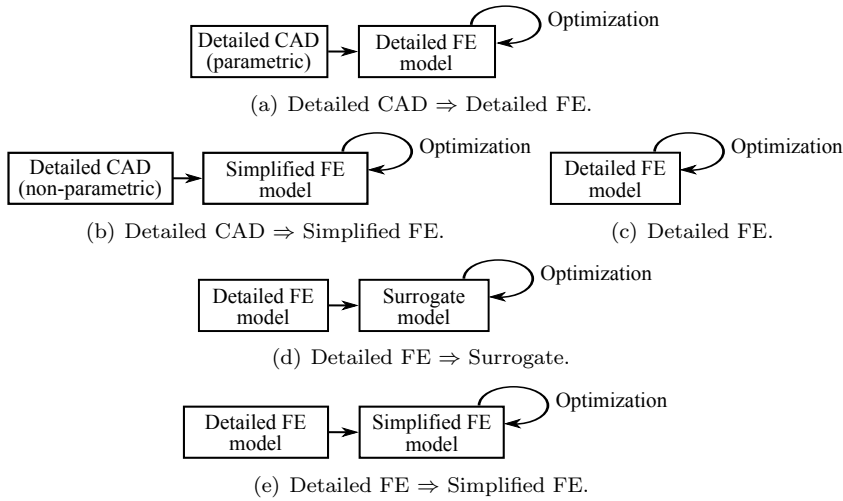 Optimization
Detailed CAD
(parametric)
Detailed FE
model
(a) Detailed CAD ⇒ Detailed FE.
Detailed CAD
(non-parametric)
Simplified FE
model
Optimization
(b) Detailed CAD ⇒ Simplified FE.
Detailed FE
model
Optimization
(c) Detailed FE.
Detailed FE
model
Surrogate
model
Optimization
(d) Detailed FE ⇒ Surrogate.
Detailed FE
model
Simplified FE
model
Optimization
(e) Detailed FE ⇒ Simplified FE.